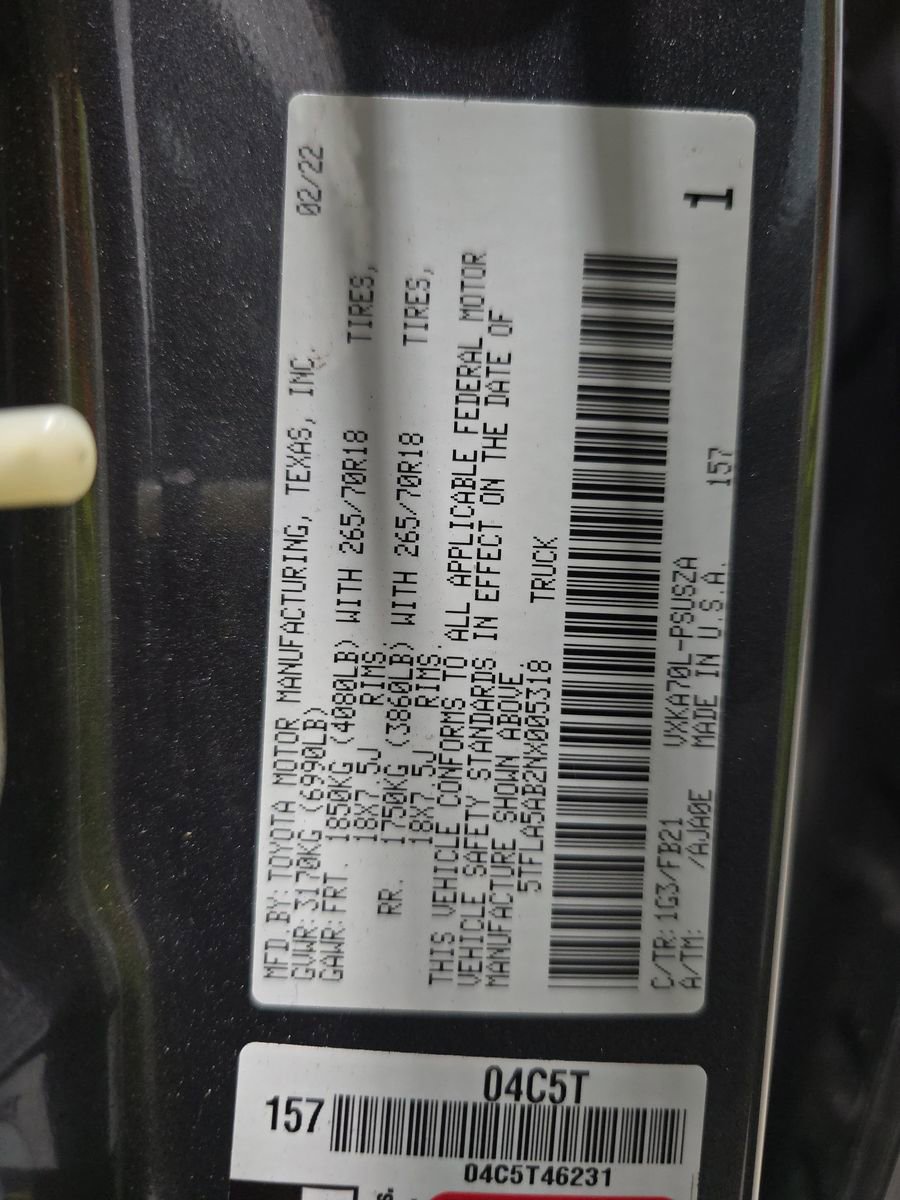 MFD BY: TOYOTA MOTOR MANUFACTURING, TEXAS, INC. 02/22
GVWR: 3170KG (6990LB)
GAWR: FRT. 1850KG (4080LB) WITH 265/70R18 TIRES,
18X7.5J RIMS,
RR. 1750KG (3860LB) WITH 265/70R18 TIRES,
18X7.5J RIMS.
THIS VEHICLE CONFORMS TO ALL APPLICABLE FEDERAL MOTOR
VEHICLE SAFETY STANDARDS IN EFFECT ON THE DATE OF
MANUFACTURE SHOWN ABOVE.
5TFLA5AB2NX005318 TRUCK
C/TR: 1G3/FB21 VXKA70L-PSUSZA 1
A/TM: /AJA0E MADE IN U.S.A. 157
157
04C5T
04C5T46231